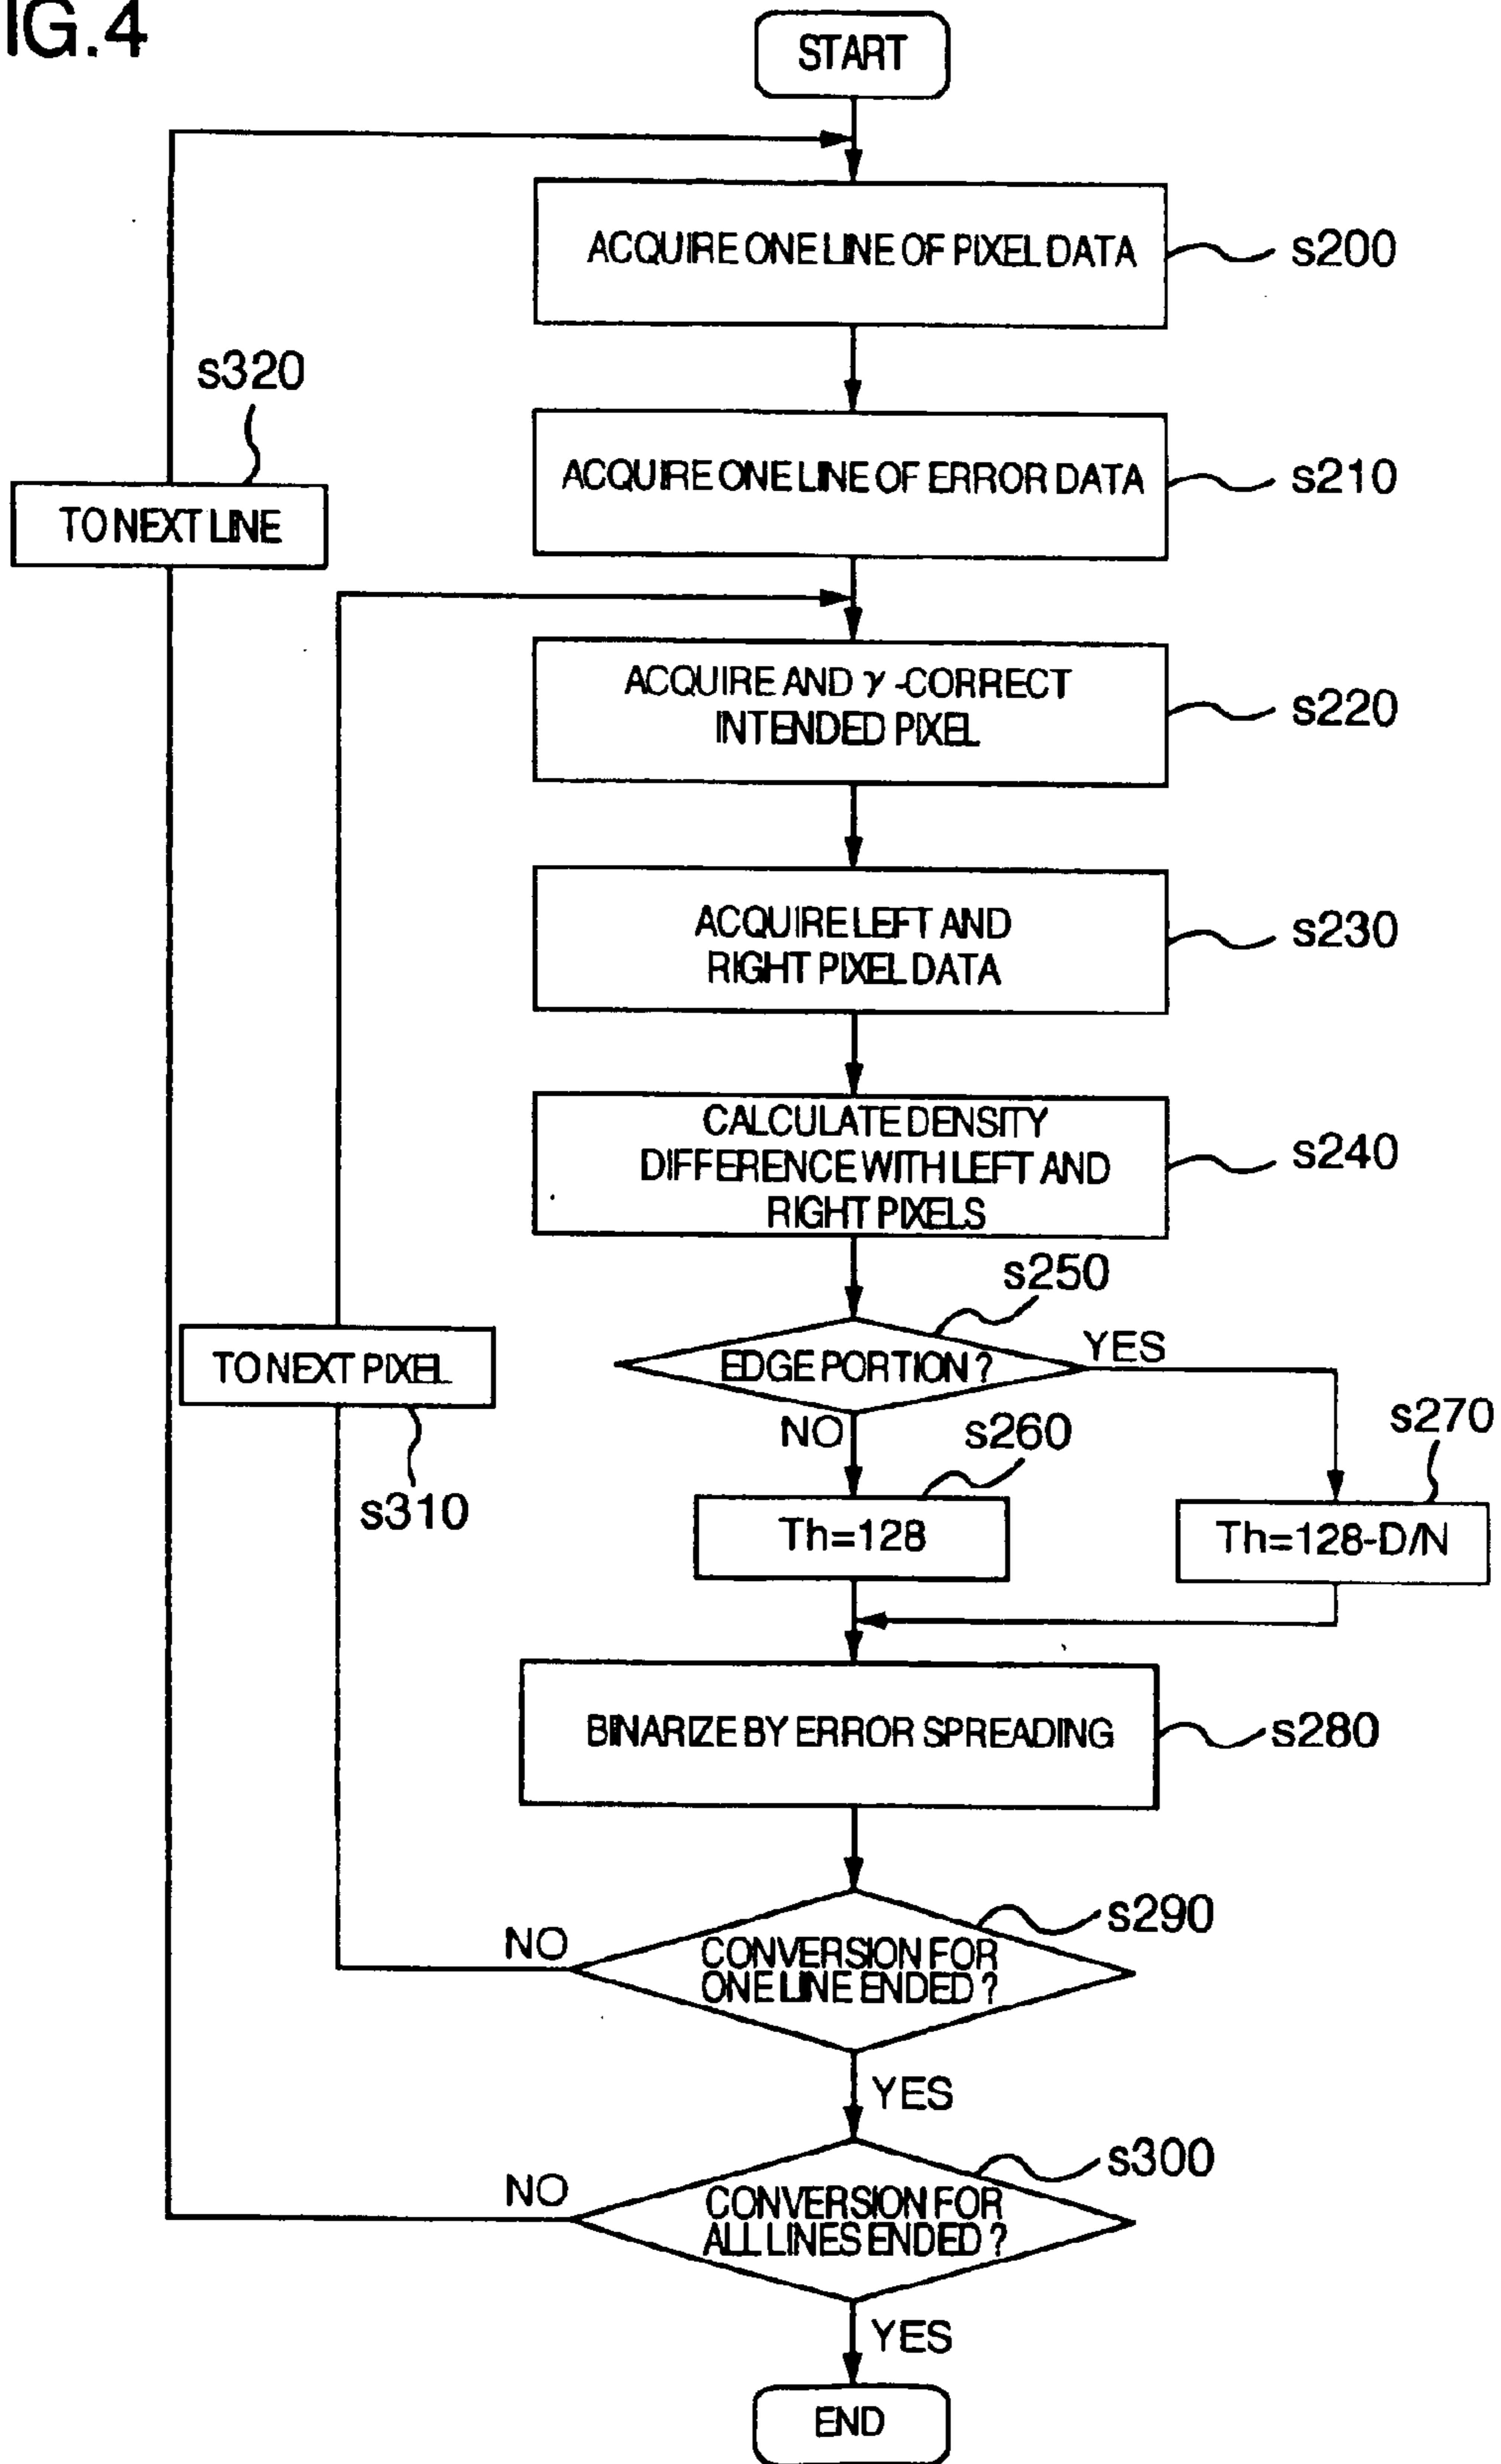 IG.4
START
ACQUIRE ONE LINE OF PIXEL DATA
s200
s320
ACQUIRE ONE LINE OF ERROR DATA
s210
TO NEXT LINE
ACQUIRE AND γ-CORRECT
INTENDED PIXEL
s220
ACQUIRE LEFT AND
RIGHT PIXEL DATA
s230
CALCULATE DENSITY
DIFFERENCE WITH LEFT AND
RIGHT PIXELS
s240
s250
EDGE PORTION?
YES
TO NEXT PIXEL
NO
s260
s270
s310
Th=128
Th=128-D/N
BINARIZE BY ERROR SPREADING
s280
s290
NO
CONVERSION FOR
ONE LINE ENDED?
YES
s300
NO
CONVERSION FOR
ALL LINES ENDED?
YES
END